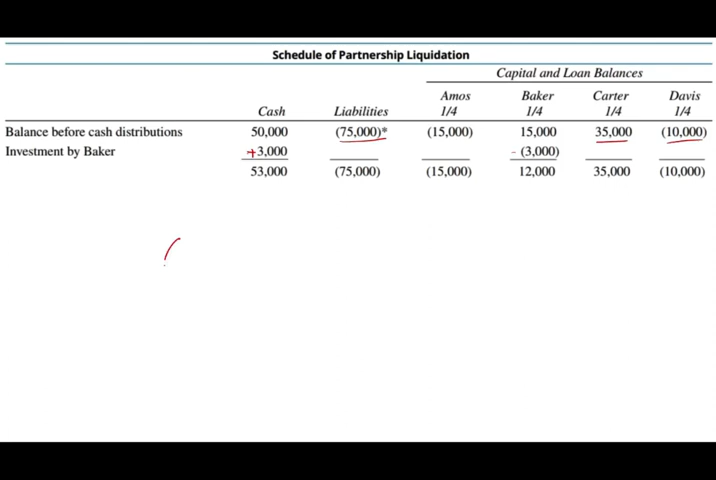 Schedule of Partnership Liquidation
Capital and Loan Balances
Amos Baker Carter Davis
Cash Liabilities 1/4 1/4 1/4 1/4
Balance before cash distributions 50,000 (75,000)* (15,000) 15,000 35,000 (10,000)
Investment by Baker +3,000 - (3,000)
53,000 (75,000) (15,000) 12,000 35,000 (10,000)